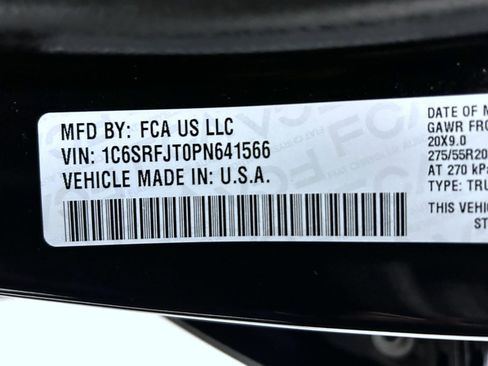 MFD BY: FCA US LLC
VIN: 1C6SRFJT0PN641566
VEHICLE MADE IN: U.S.A.
DATE OF M
GAWR FRO
20X9.0
275/55R20
AT 270 kP
TYPE: TRU
THIS VEHIC
ST